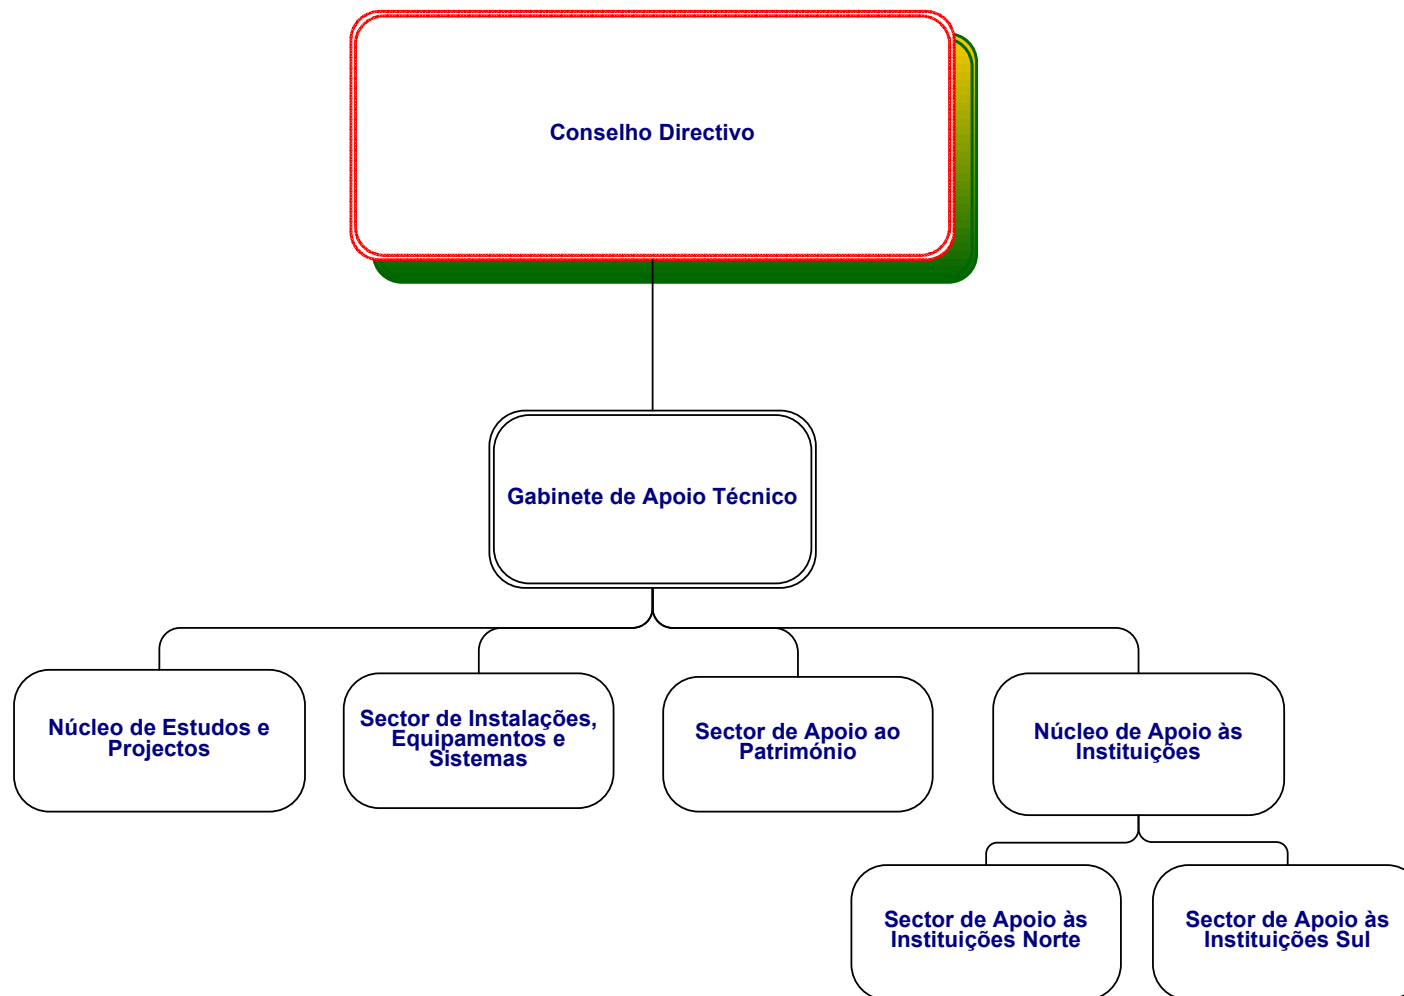 Conselho Directivo
Gabinete de Apoio Técnico
Núcleo de Estudos e
Projectos
Sector de Instalações,
Equipamentos e
Sistemas
Sector de Apoio ao
Património
Núcleo de Apoio às
Instituições
Sector de Apoio às
Instituições Norte
Sector de Apoio às
Instituições Sul